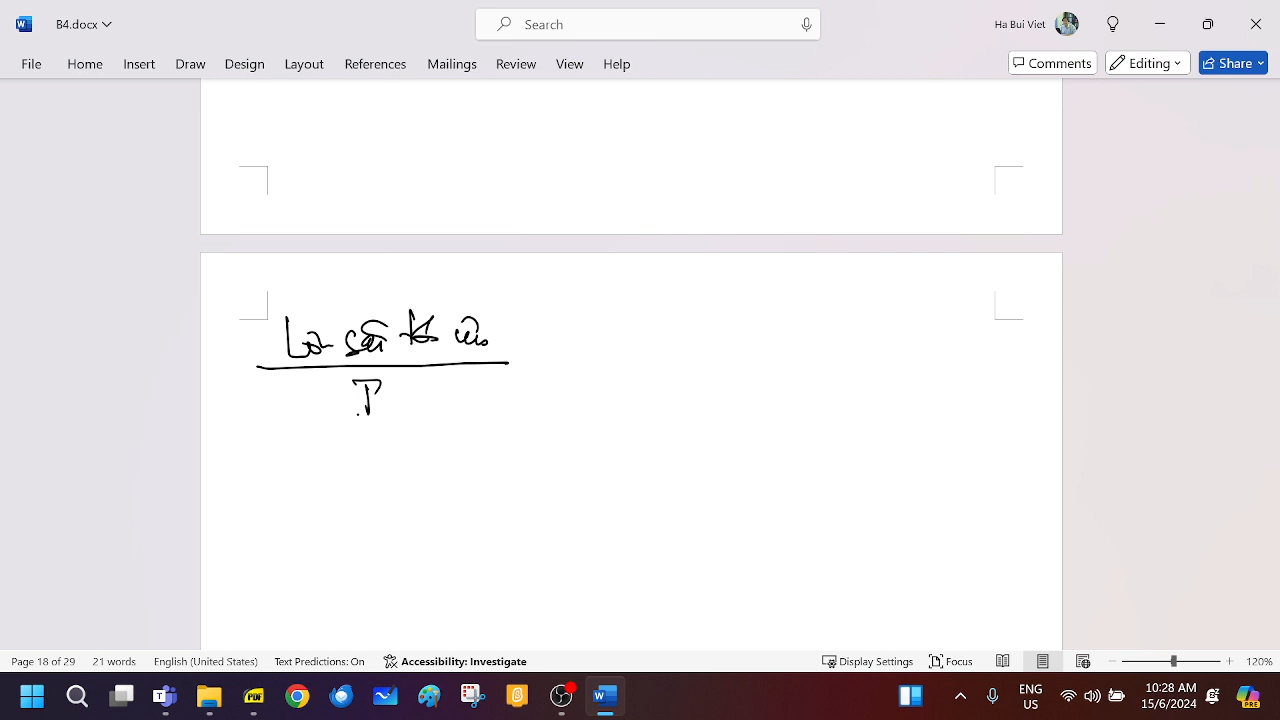 B4.docx
Search
Ha Bui Viet
File Home Insert Draw Design Layout References Mailings Review View Help
Comments Editing Share
T
Page 18 of 29 21 words English (United States) Text Predictions: On Accessibility: Investigate Display Settings Focus 120%
PDF
ENG
US
10:28 AM
15/6/2024
PRE